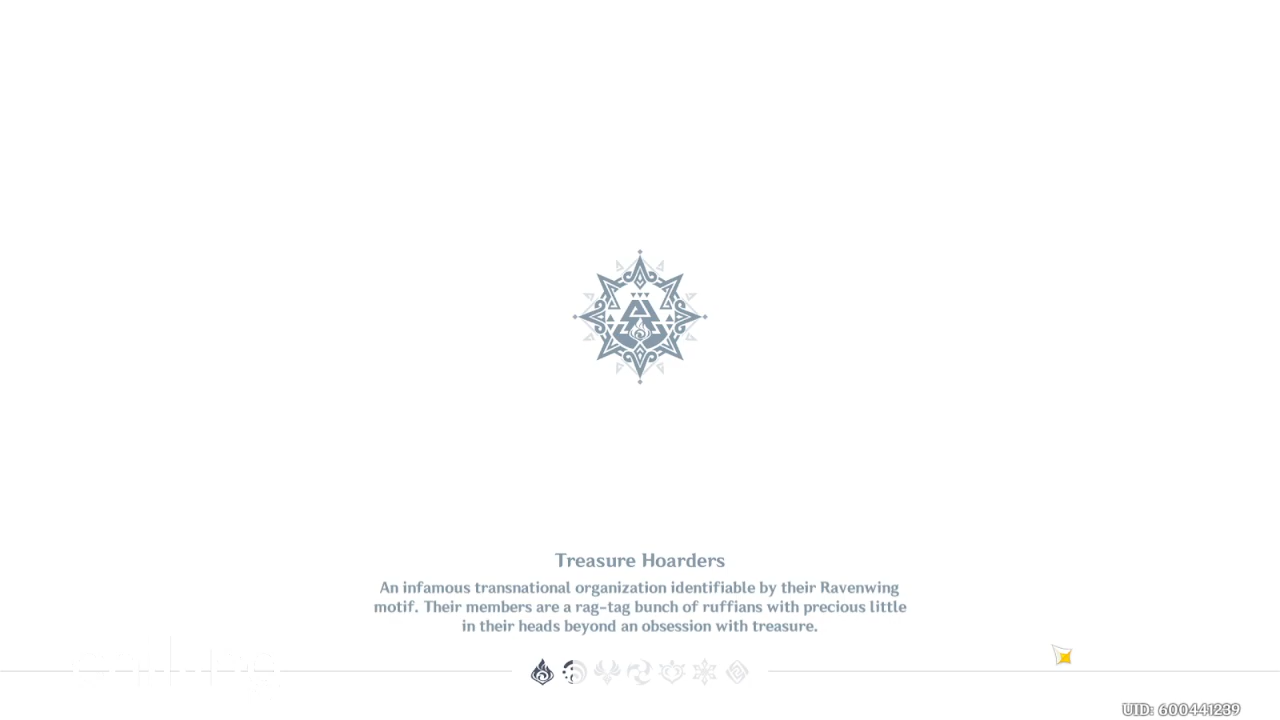 Treasure Hoarders
An infamous transnational organization identifiable by their Ravenwing
motif. Their members are a rag-tag bunch of ruffians with precious little
in their heads beyond an obsession with treasure.
UID: 600441239